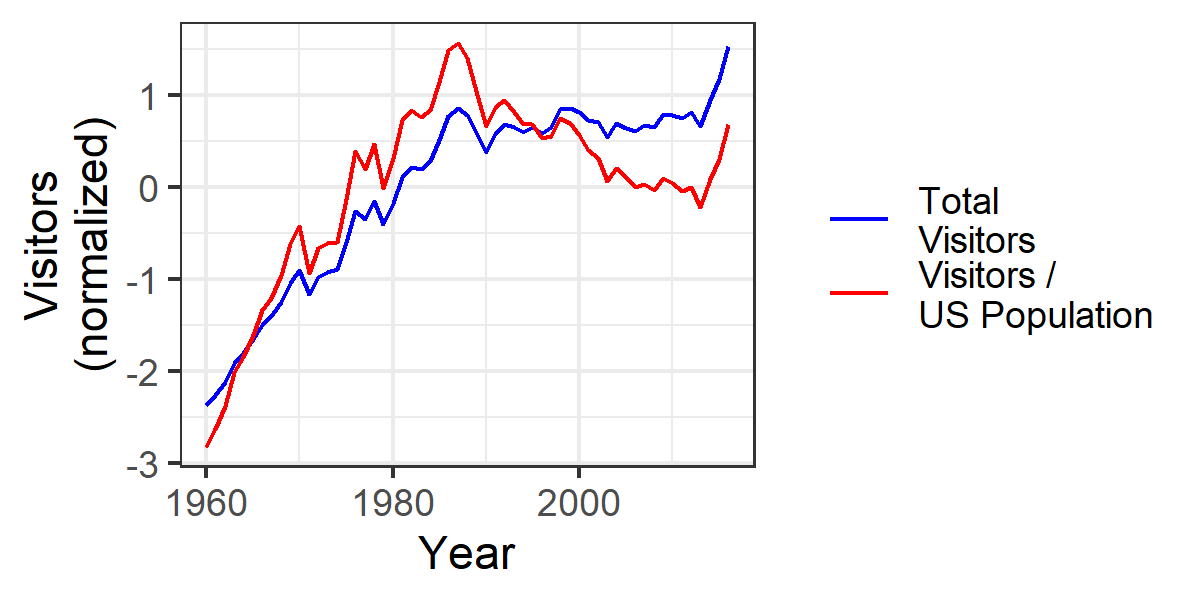 Visitors
(normalized)
1
0
-1
-2
-3
1960 1980 2000
Year
Total
Visitors
Visitors /
US Population